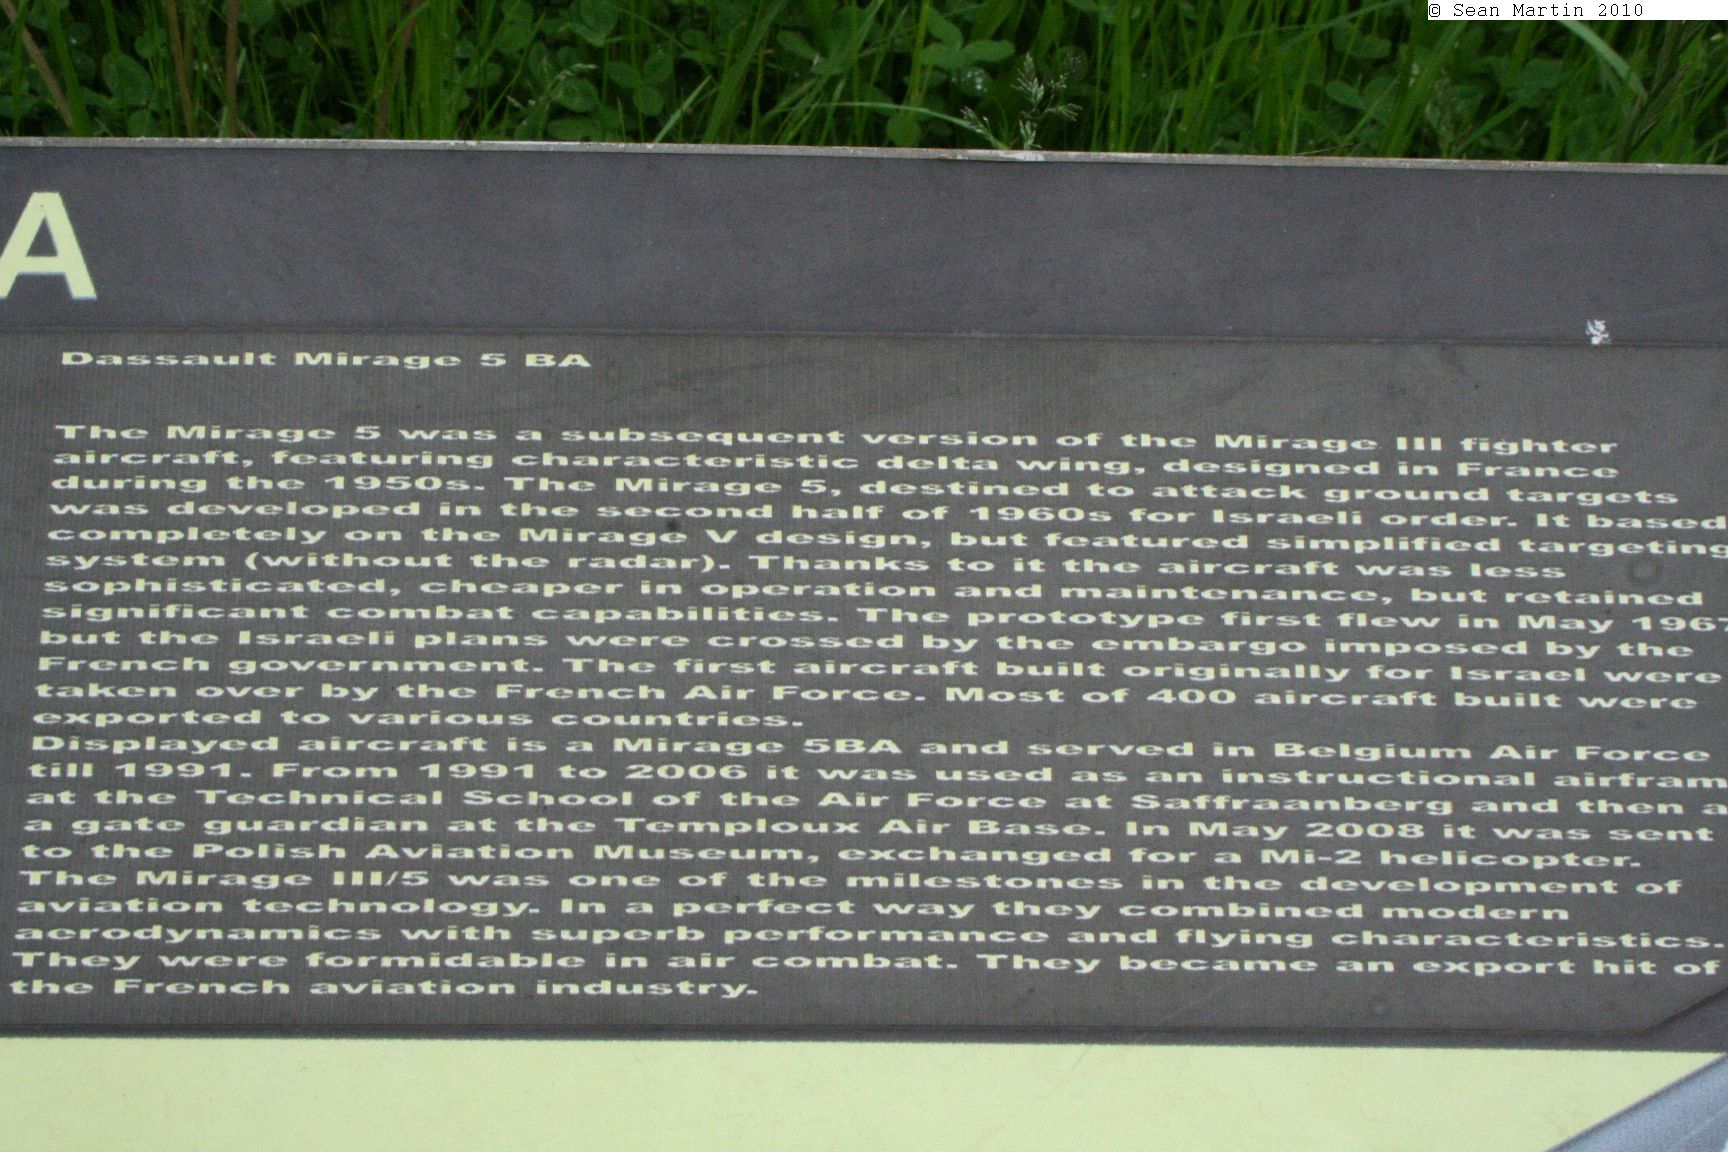 © Sean Martin 2010
A
Dassault Mirage 5 BA
The Mirage 5 was a subsequent version of the Mirage III fighter
aircraft, featuring characteristic delta wing, designed in France
during the 1950s. The Mirage 5, destined to attack ground targets
was developed in the second half of 1960s for Israeli order. It based
completely on the Mirage V design, but featured simplified targeting
system (without the radar). Thanks to it the aircraft was less
sophisticated, cheaper in operation and maintenance, but retained
significant combat capabilities. The prototype first flew in May 1967
but the Israeli plans were crossed by the embargo imposed by the
French government. The first aircraft built originally for Israel were
taken over by the French Air Force. Most of 400 aircraft built were
exported to various countries.
Displayed aircraft is a Mirage 5BA and served in Belgium Air Force
till 1991. From 1991 to 2006 it was used as an instructional airfram
at the Technical School of the Air Force at Saffraanberg and then a
a gate guardian at the Temploux Air Base. In May 2008 it was sent
to the Polish Aviation Museum, exchanged for a Mi-2 helicopter.
The Mirage III/5 was one of the milestones in the development of
aviation technology. In a perfect way they combined modern
aerodynamics with superb performance and flying characteristics.
They were formidable in air combat. They became an export hit of
the French aviation industry.